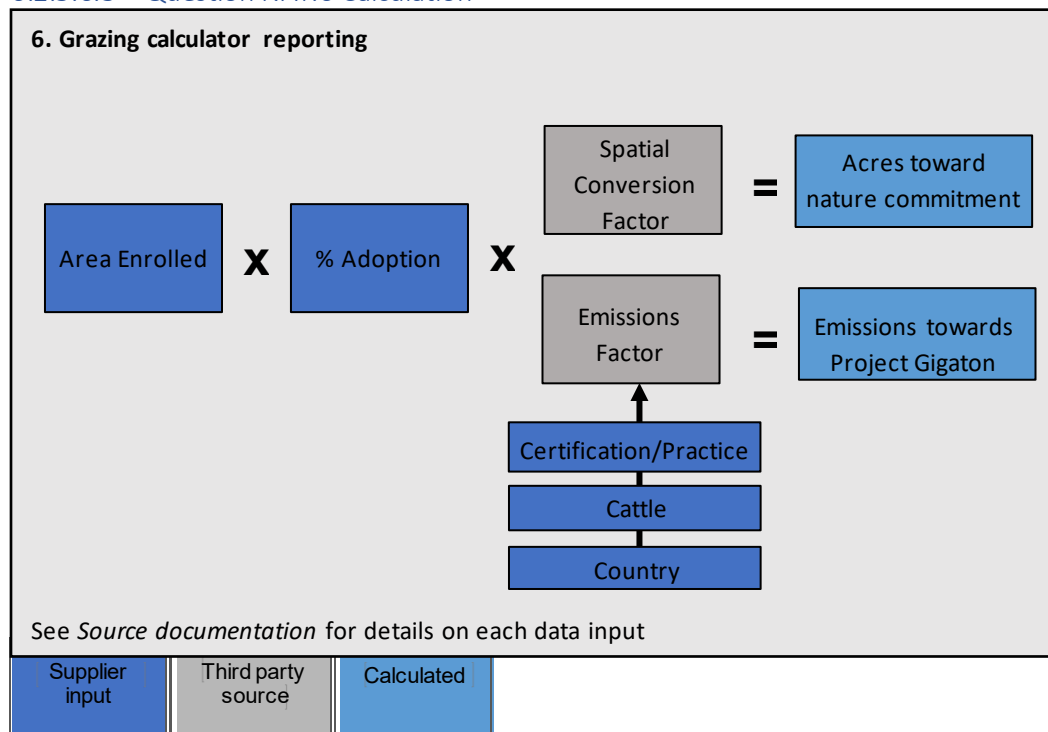 6. Grazing calculator reporting
Spatial
Conversion
Factor
=
Acres toward
nature commitment
Area Enrolled
X
% Adoption
X
Emissions
Factor
=
Emissions towards
Project Gigaton
Certification/Practice
Cattle
Country
See Source documentation for details on each data input
Supplier
input
Third party
source
Calculated